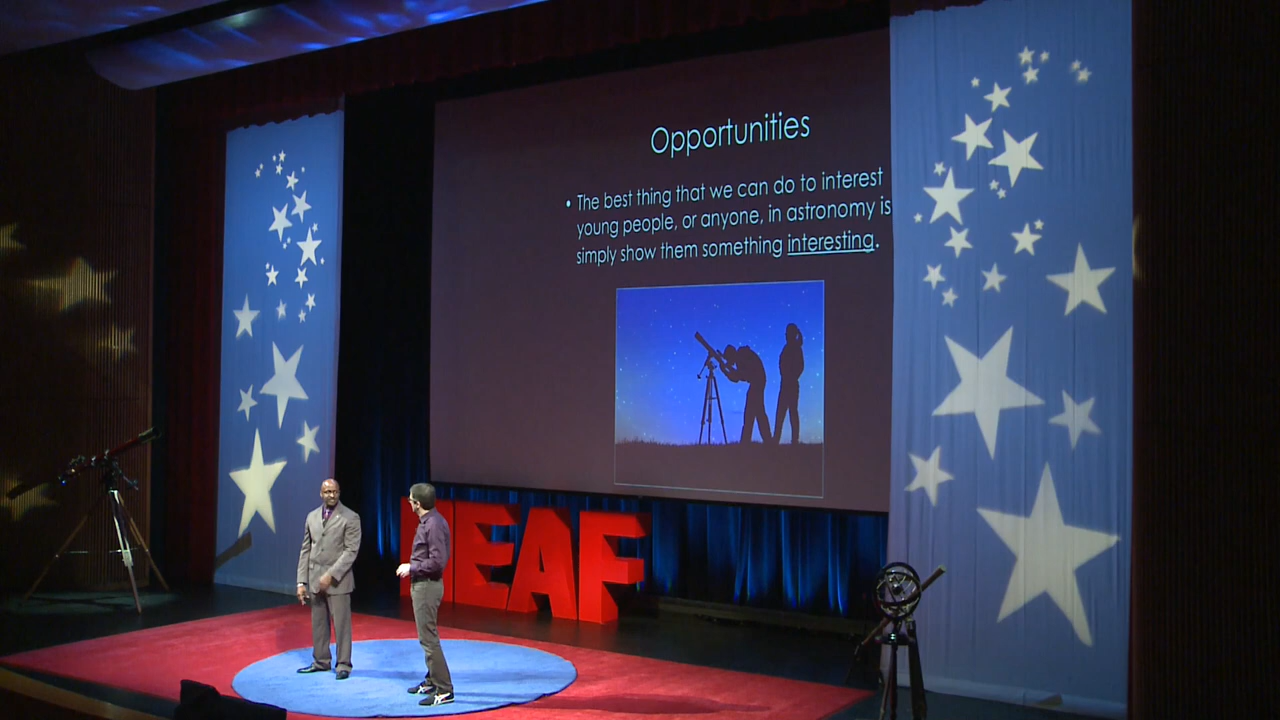 Opportunities
• The best thing that we can do to interest
young people, or anyone, in astronomy is
simply show them something interesting.
NEAF